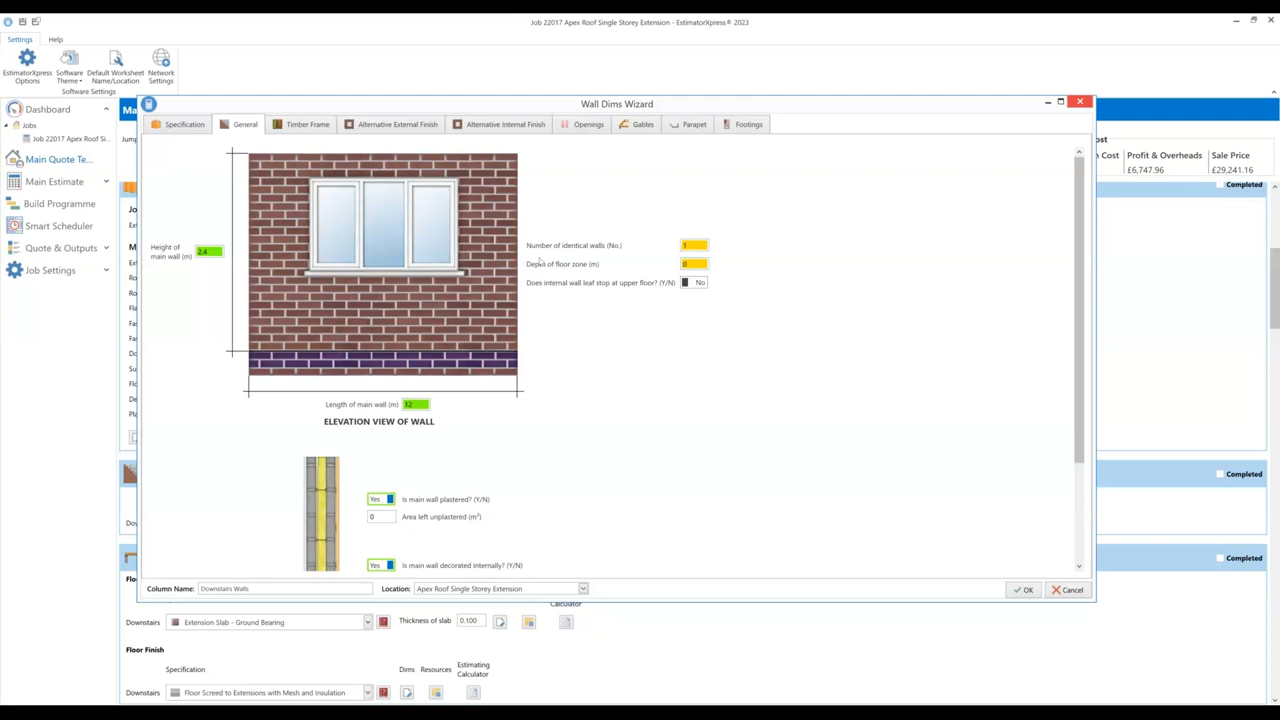 Job 22017 Apex Roof Single Storey Extension - EstimatorXpress® 2023
Settings
Help
EstimatorXpress Options
Software Theme
Default Worksheet Name/Location
Network Settings
Software Settings
Dashboard
Jobs
Job 22017 Apex Roof Si...
Main Quote Te...
Main Estimate
Build Programme
Smart Scheduler
Quote & Outputs
Job Settings
Ma
Jump
Cost
n Cost
Profit & Overheads
Sale Price
£6,747.96
£29,241.16
Completed
Wall Dims Wizard
Specification
General
Timber Frame
Alternative External Finish
Alternative Internal Finish
Openings
Gables
Parapet
Footings
Height of main wall (m)
2.4
Number of identical walls (No.)
1
of floor zone (m)
0
Does internal wall leaf stop at upper floor? (Y/N)
No
Length of main wall (m)
12
ELEVATION VIEW OF WALL
Yes
Is main wall plastered? (Y/N)
0
Area left unplastered (m²)
Yes
Is main wall decorated internally? (Y/N)
Column Name:
Downstairs Walls
Location:
Apex Roof Single Storey Extension
OK
Cancel
Completed
Completed
Calculator
Downstairs
Extension Slab - Ground Bearing
Thickness of slab
0.100
Floor Finish
Specification
Dims
Resources
Estimating Calculator
Downstairs
Floor Screed to Extensions with Mesh and Insulation